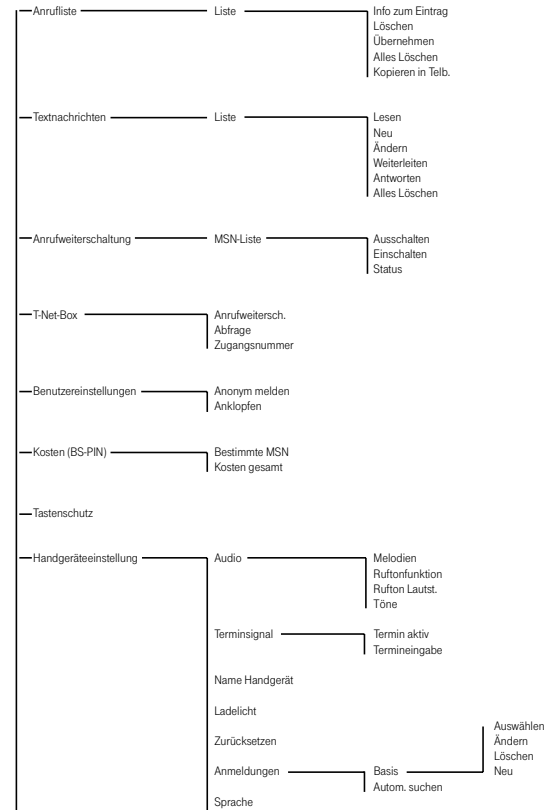 Anrufliste Liste Info zum Eintrag
Löschen
Übernehmen
Alles Löschen
Kopieren in Telb.
Textnachrichten Liste Lesen
Neu
Ändern
Weiterleiten
Antworten
Alles Löschen
Anrufweiterschaltung MSN-Liste Ausschalten
Einschalten
Status
T-Net-Box Anrufweitersch.
Abfrage
Zugangsnummer
Benutzereinstellungen Anonym melden
Anklopfen
Kosten (BS-PIN) Bestimmte MSN
Kosten gesamt
Tastenschutz
Handgeräteeinstellung Audio Melodien
Ruftonfunktion
Rufton Lautst.
Töne
Terminsignal Termin aktiv
Termineingabe
Name Handgerät
Ladelicht
Auswählen
Zurücksetzen Ändern
Löschen
Anmeldungen Basis Neu
Autom. suchen
Sprache